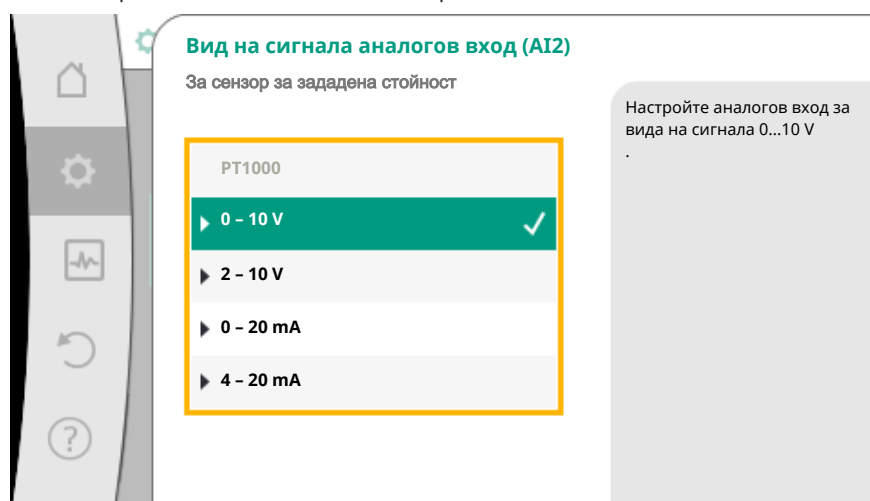 Вид на сигнала аналогов вход (AI2)
За сензор за зададена стойност
PT1000
0 – 10 V
2 – 10 V
0 – 20 mA
4 – 20 mA
Настройте аналогов вход за
вида на сигнала 0...10 V
.
?